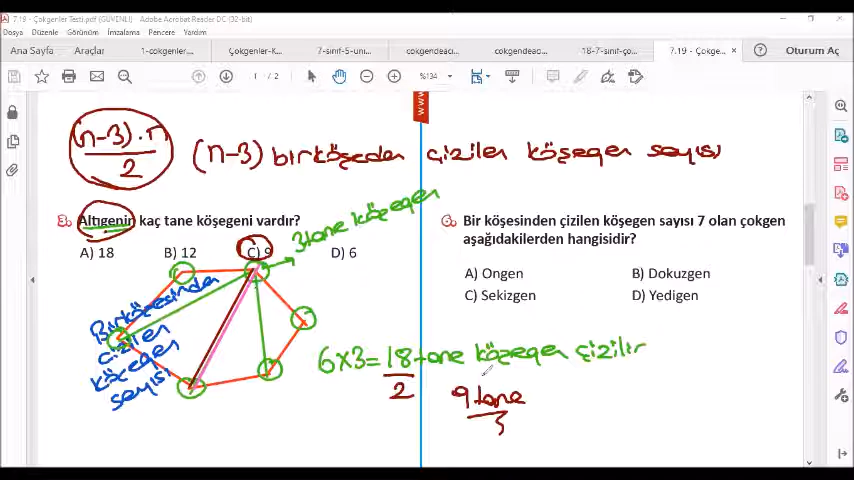 7.19 - Çokgenler Testi.pdf (GÜVENLİ) - Adobe Acrobat Reader DC (32-bit)
Dosya Düzenle Görünüm İmzalama Pencere Yardım
Ana Sayfa Araçlar 1-cokgenler... Çokgenler-K... 7-sinif-5-uni... cokgendeacı... cokgendeac... 18-7-sinif-ço... 7.19 - Çokge... × Oturum Aç
1 / 2 %134
www
(n-3).n / 2 (n-3) bir köşeden çizilen köşegen sayısı
3 tane köşegen
Altıgenin kaç tane köşegeni vardır?
A) 18 B) 12 C) 9 D) 6
Bir köşesinden çizilen köşegen sayısı
6x3=18 tane köşegen çizilir
2
9 tane
Bir köşesinden çizilen köşegen sayısı 7 olan çokgen
aşağıdakilerden hangisidir?
A) Ongen B) Dokuzgen
C) Sekizgen D) Yedigen